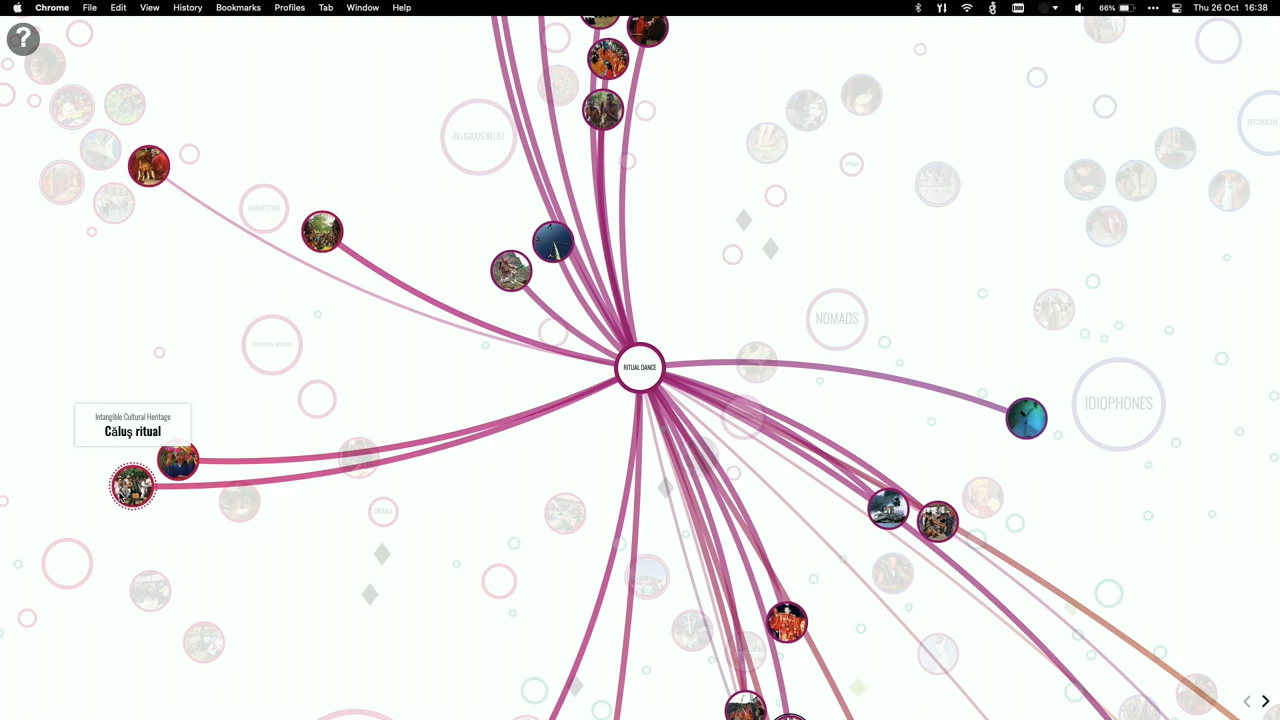 Chrome File Edit View History Bookmarks Profiles Tab Window Help 66% Thu 26 Oct 16:38
?
DECORATIVE
RELIGIOUS BELIEF
HARVESTING
NOMADS
RITUAL DANCE
IDIOPHONES
Intangible Cultural Heritage
Căluş ritual
DRAMA